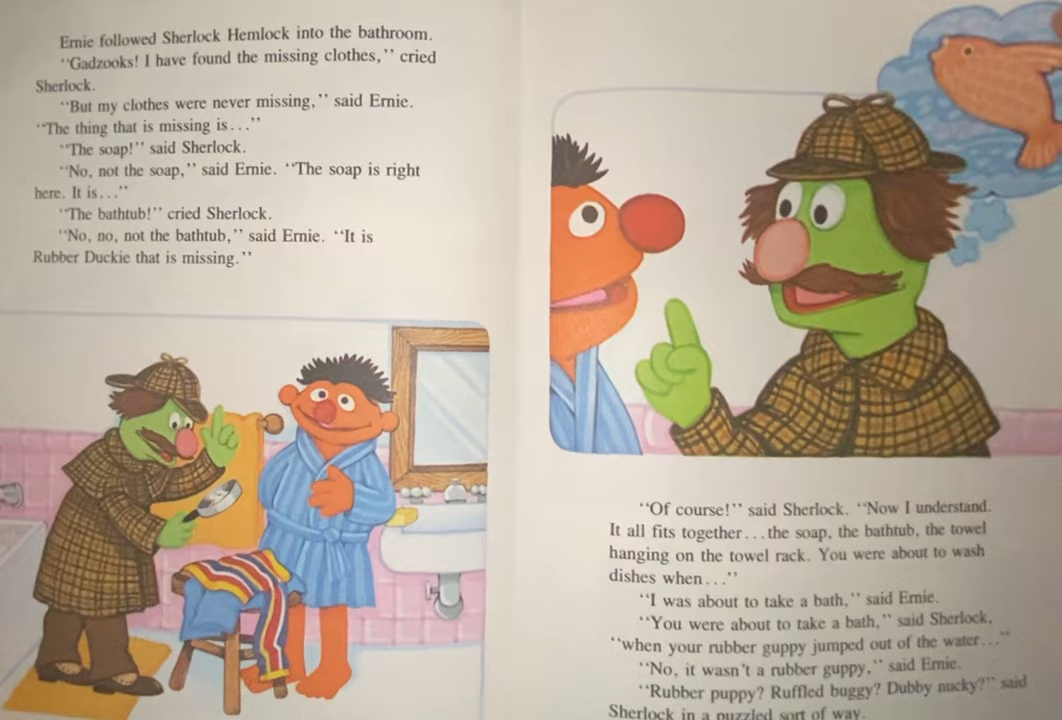 Ernie followed Sherlock Hemlock into the bathroom.
‘‘Gadzooks! I have found the missing clothes,’’ cried
Sherlock.
‘‘But my clothes were never missing,’’ said Ernie.
‘‘The thing that is missing is...’’
‘‘The soap!’’ said Sherlock.
‘‘No, not the soap,’’ said Ernie. ‘‘The soap is right
here. It is...’’
‘‘The bathtub!’’ cried Sherlock.
‘‘No, no, not the bathtub,’’ said Ernie. ‘‘It is
Rubber Duckie that is missing.’’
‘‘Of course!’’ said Sherlock. ‘‘Now I understand.
It all fits together...the soap, the bathtub, the towel
hanging on the towel rack. You were about to wash
dishes when...’’
‘‘I was about to take a bath,’’ said Ernie.
‘‘You were about to take a bath,’’ said Sherlock,
‘‘when your rubber guppy jumped out of the water...’’
‘‘No, it wasn't a rubber guppy,’’ said Ernie.
‘‘Rubber puppy? Ruffled buggy? Dubby nucky?’’ said
Sherlock in a puzzled sort of way.